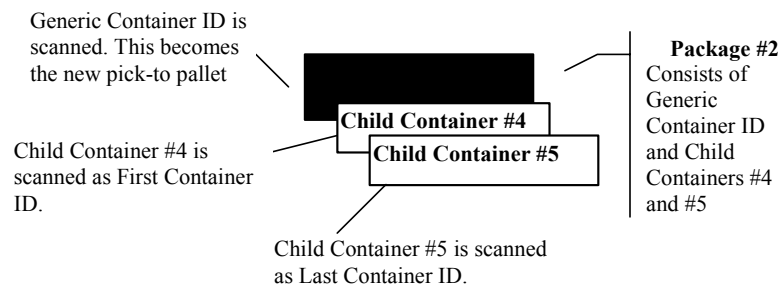 Generic Container ID is
scanned. This becomes
the new pick-to pallet
Package #2
Consists of
Generic
Container ID
and Child
Containers #4
and #5
Child Container #4
Child Container #5
Child Container #4 is
scanned as First Container
ID.
Child Container #5 is scanned
as Last Container ID.